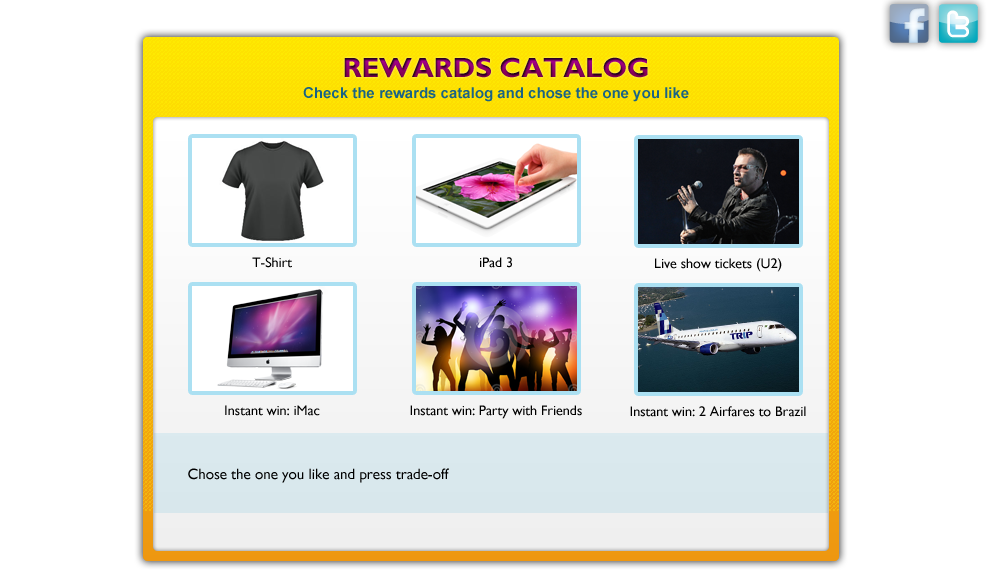 REWARDS CATALOG
Check the rewards catalog and chose the one you like
T-Shirt
iPad 3
Live show tickets (U2)
TRIP
Instant win: iMac
Instant win: Party with Friends
Instant win: 2 Airfares to Brazil
Chose the one you like and press trade-off